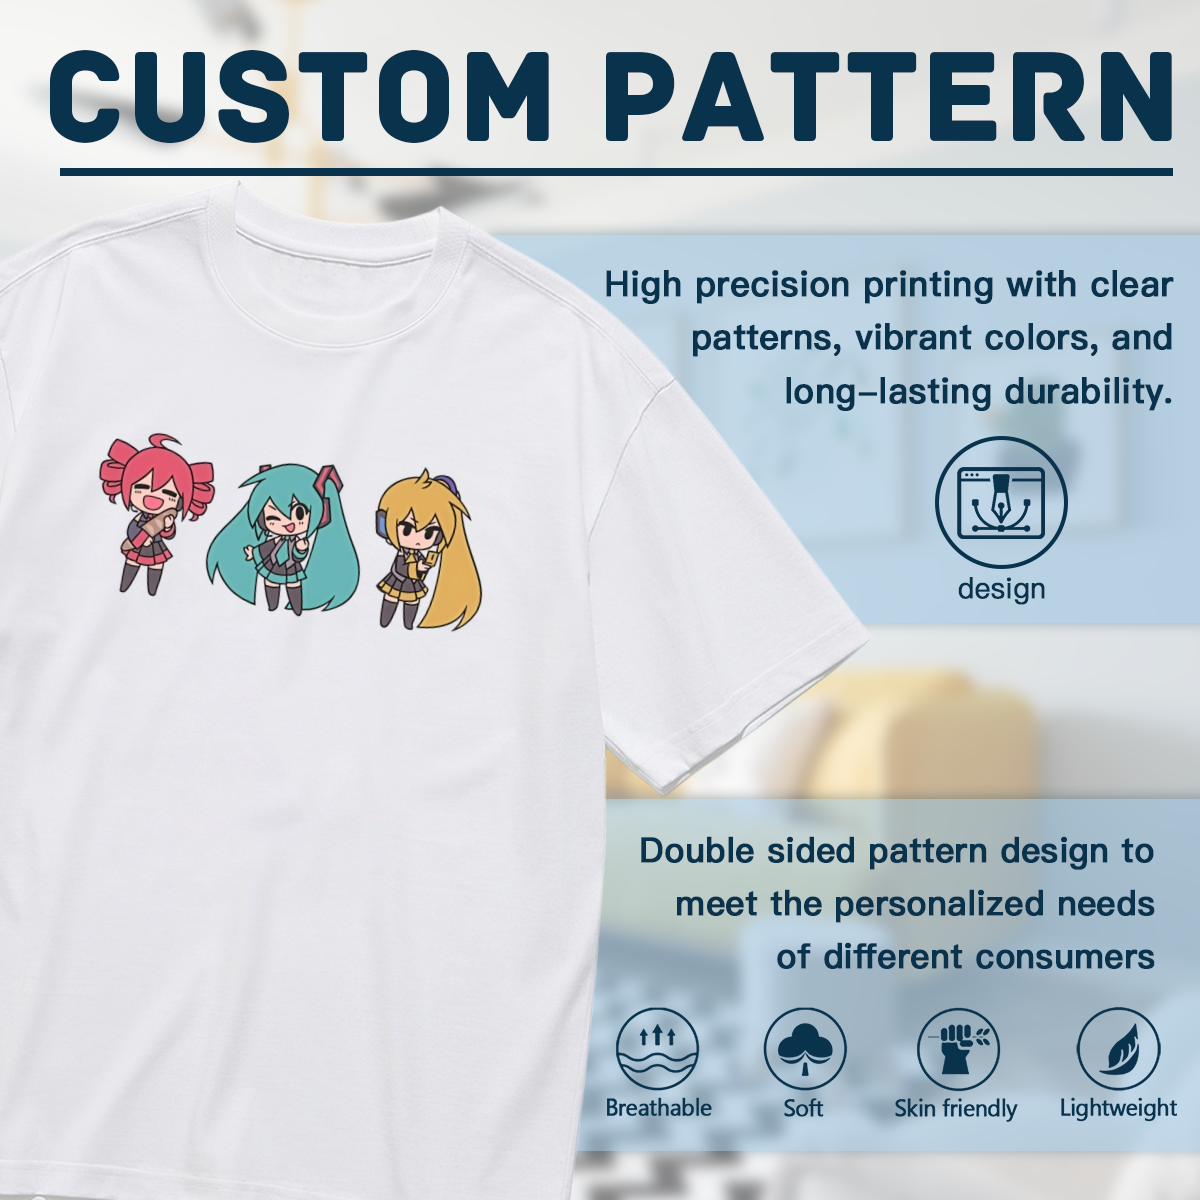 CUSTOM PATTERN
High precision printing with clear
patterns, vibrant colors, and
long-lasting durability.
design
Double sided pattern design to
meet the personalized needs
of different consumers
Breathable
Soft
Skin friendly
Lightweight